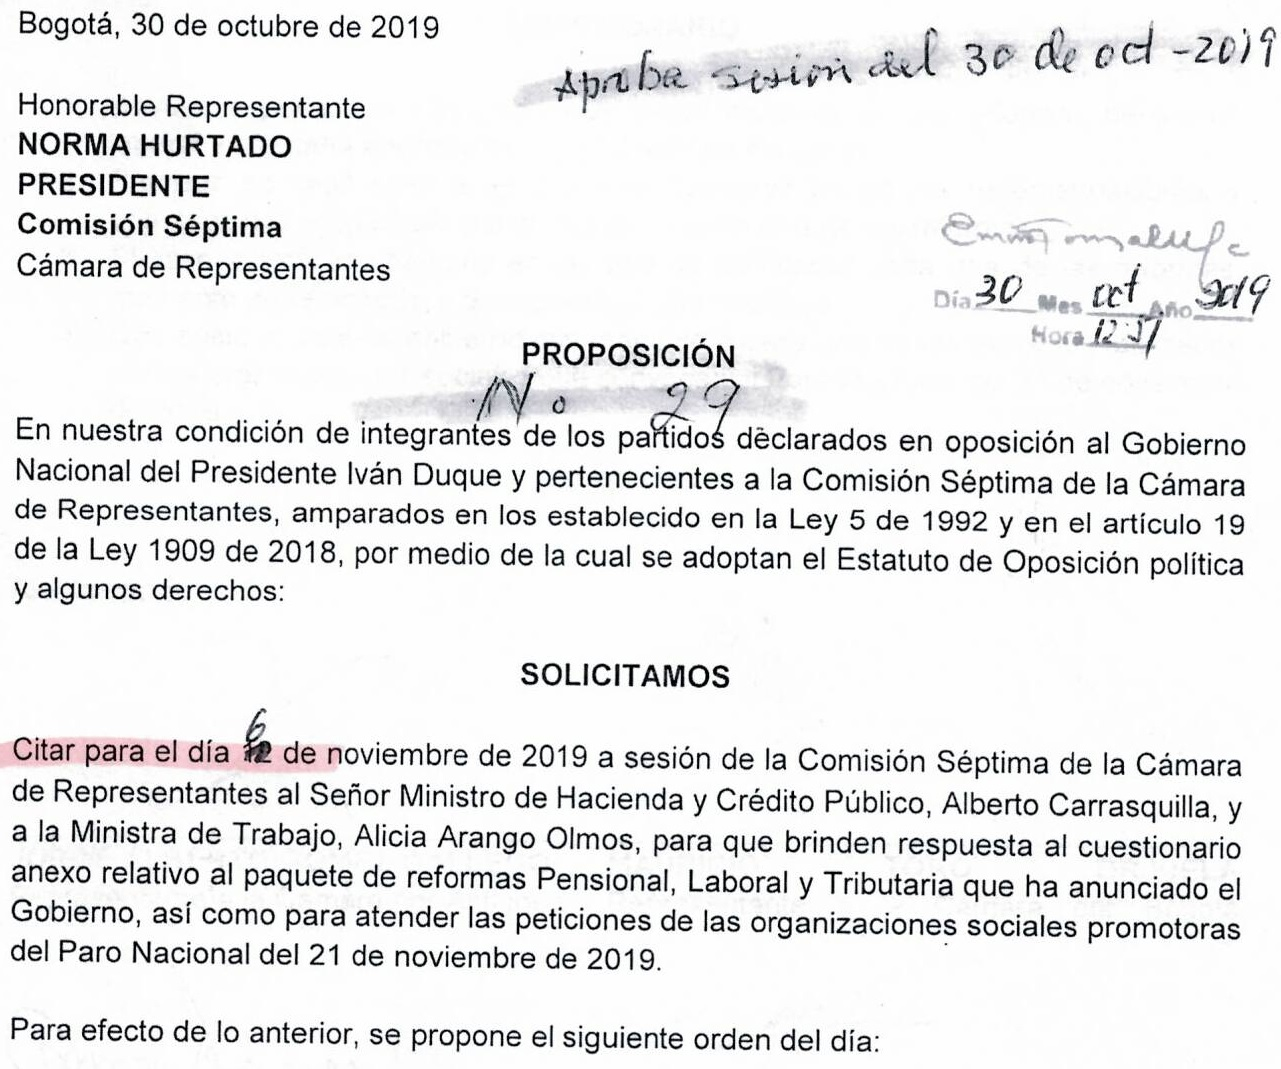 Bogotá, 30 de octubre de 2019
Aproba sesion del 30 de oct - 2019
Honorable Representante
NORMA HURTADO
PRESIDENTE
Comisión Séptima
Cámara de Representantes
Día 30 Mes oct Año 2019
Hora 12:57
PROPOSICIÓN
No 29
En nuestra condición de integrantes de los partidos declarados en oposición al Gobierno
Nacional del Presidente Iván Duque y pertenecientes a la Comisión Séptima de la Cámara
de Representantes, amparados en los establecido en la Ley 5 de 1992 y en el artículo 19
de la Ley 1909 de 2018, por medio de la cual se adoptan el Estatuto de Oposición política
y algunos derechos:
SOLICITAMOS
Citar para el día 6 de noviembre de 2019 a sesión de la Comisión Séptima de la Cámara
de Representantes al Señor Ministro de Hacienda y Crédito Público, Alberto Carrasquilla, y
a la Ministra de Trabajo, Alicia Arango Olmos, para que brinden respuesta al cuestionario
anexo relativo al paquete de reformas Pensional, Laboral y Tributaria que ha anunciado el
Gobierno, así como para atender las peticiones de las organizaciones sociales promotoras
del Paro Nacional del 21 de noviembre de 2019.
Para efecto de lo anterior, se propone el siguiente orden del día: